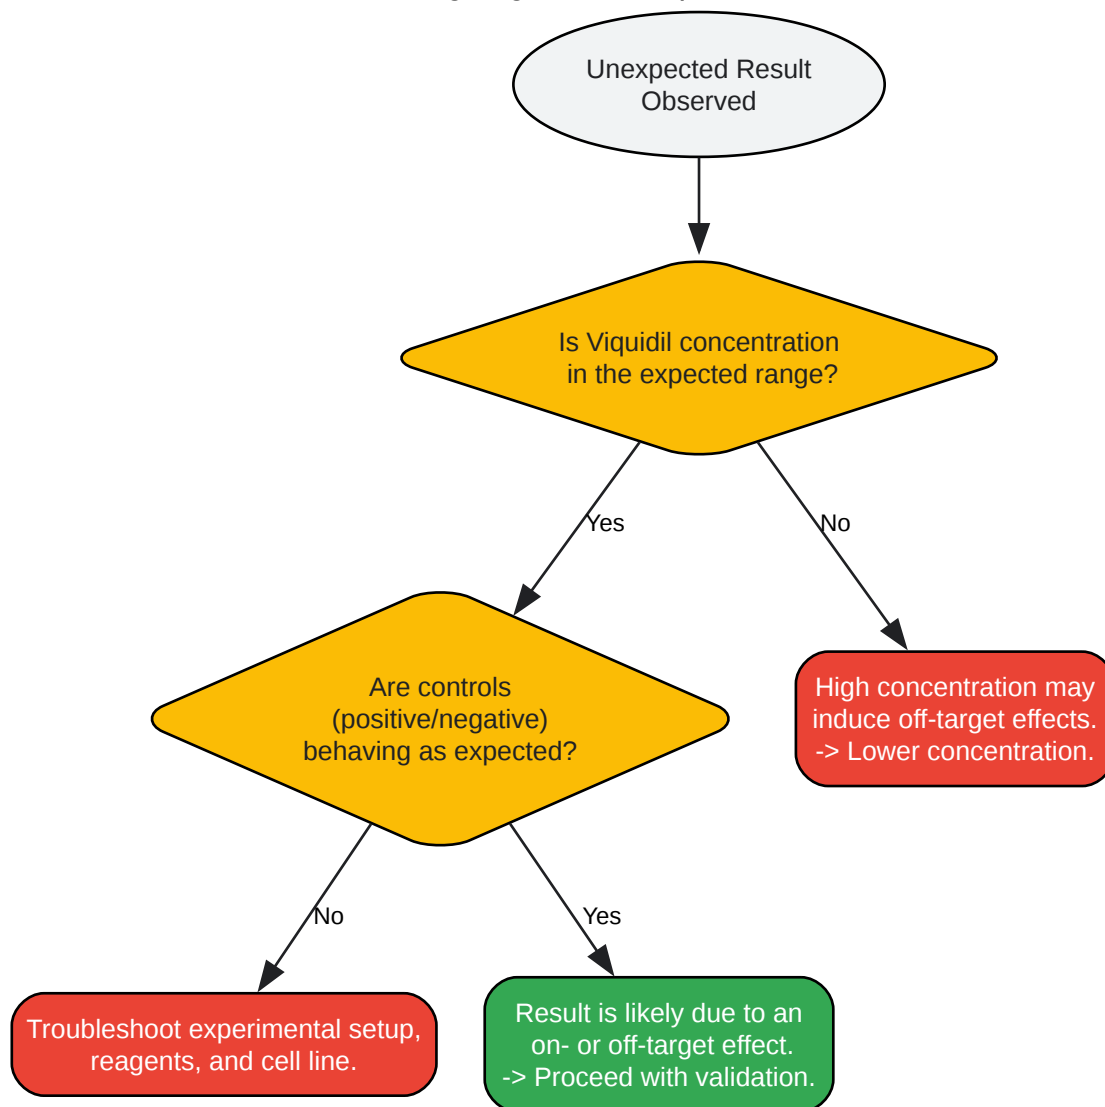 Unexpected Result
Observed
Is Viquidil concentration
in the expected range?
Yes
No
Are controls
(positive/negative)
behaving as expected?
High concentration may
induce off-target effects.
-> Lower concentration.
No
Yes
Troubleshoot experimental setup,
reagents, and cell line.
Result is likely due to an
on- or off-target effect.
-> Proceed with validation.